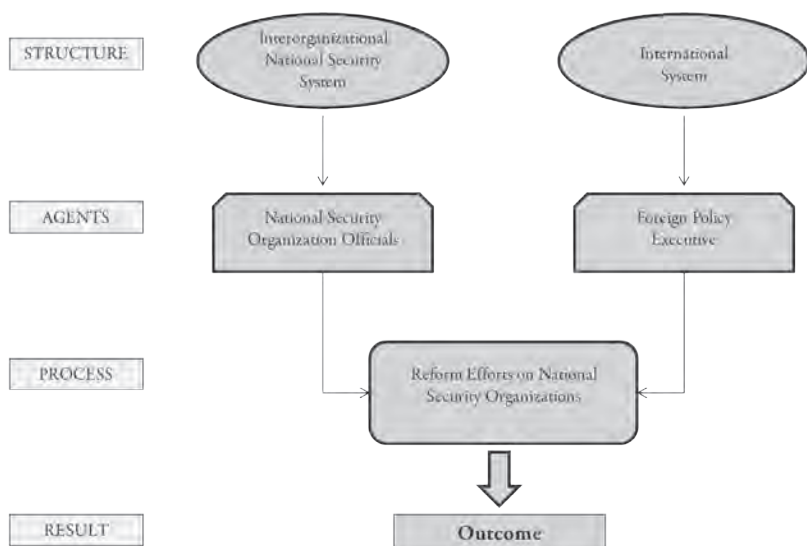 STRUCTURE
Interorganizational
National Security
System
International
System
AGENTS
National Security
Organization Officials
Foreign Policy
Executive
PROCESS
Reform Efforts on National
Security Organizations
RESULT
Outcome